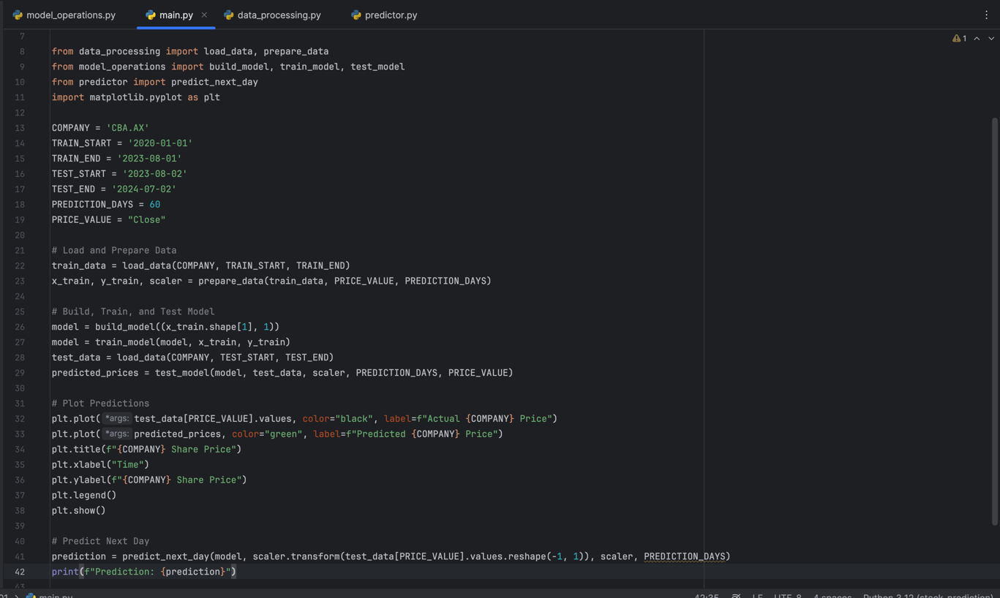 model_operations.py main.py data_processing.py predictor.py
1
7
8 from data_processing import load_data, prepare_data
9 from model_operations import build_model, train_model, test_model
10 from predictor import predict_next_day
11 import matplotlib.pyplot as plt
12
13 COMPANY = 'CBA.AX'
14 TRAIN_START = '2020-01-01'
15 TRAIN_END = '2023-08-01'
16 TEST_START = '2023-08-02'
17 TEST_END = '2024-07-02'
18 PREDICTION_DAYS = 60
19 PRICE_VALUE = "Close"
20
21 # Load and Prepare Data
22 train_data = load_data(COMPANY, TRAIN_START, TRAIN_END)
23 x_train, y_train, scaler = prepare_data(train_data, PRICE_VALUE, PREDICTION_DAYS)
24
25 # Build, Train, and Test Model
26 model = build_model((x_train.shape[1], 1))
27 model = train_model(model, x_train, y_train)
28 test_data = load_data(COMPANY, TEST_START, TEST_END)
29 predicted_prices = test_model(model, test_data, scaler, PREDICTION_DAYS, PRICE_VALUE)
30
31 # Plot Predictions
32 plt.plot( *args: test_data[PRICE_VALUE].values, color="black", label=f"Actual {COMPANY} Price")
33 plt.plot( *args: predicted_prices, color="green", label=f"Predicted {COMPANY} Price")
34 plt.title(f"{COMPANY} Share Price")
35 plt.xlabel("Time")
36 plt.ylabel(f"{COMPANY} Share Price")
37 plt.legend()
38 plt.show()
39
40 # Predict Next Day
41 prediction = predict_next_day(model, scaler.transform(test_data[PRICE_VALUE].values.reshape(-1, 1)), scaler, PREDICTION_DAYS)
42 print(f"Prediction: {prediction}")
43
main.py 42:35 LF UTF-8 4 spaces Python 3.12 (stock_prediction)